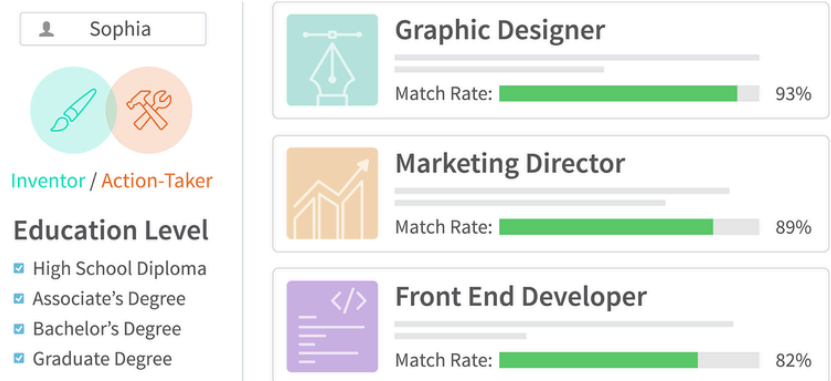 Sophia
Inventor / Action-Taker
Education Level
High School Diploma
Associate’s Degree
Bachelor’s Degree
Graduate Degree
Graphic Designer
Match Rate: 93%
Marketing Director
Match Rate: 89%
Front End Developer
Match Rate: 82%